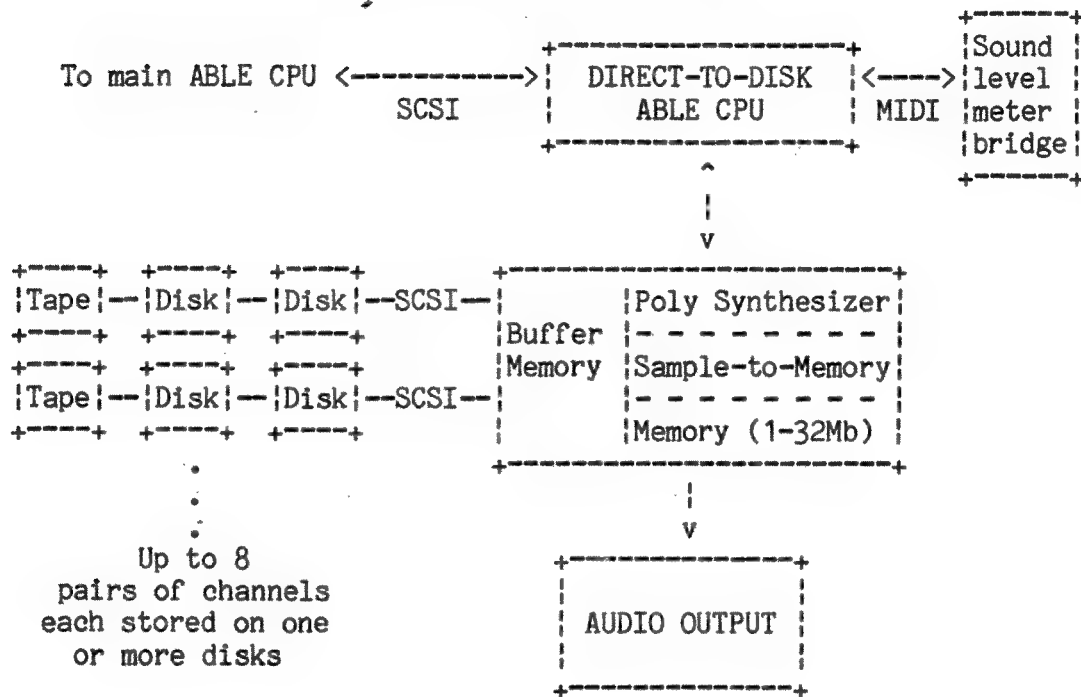 To main ABLE CPU
SCSI
DIRECT-TO-DISK
ABLE CPU
MIDI
Sound
level
meter
bridge
Tape
Disk
Disk
SCSI
Tape
Disk
Disk
SCSI
Buffer
Memory
Poly Synthesizer
Sample-to-Memory
Memory (1-32Mb)
Up to 8
pairs of channels
each stored on one
or more disks
AUDIO OUTPUT